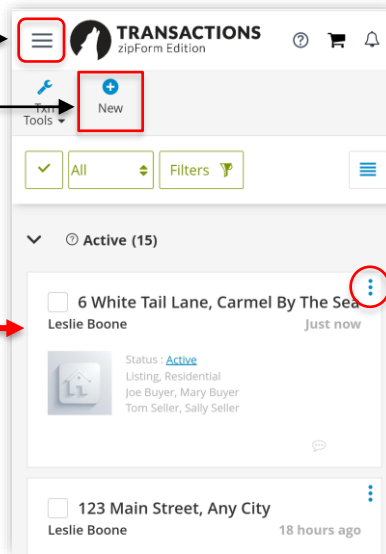 TRANSACTIONS
zipForm Edition
Txn
Tools
New
All
Filters
Active (15)
6 White Tail Lane, Carmel By The Sea
Leslie Boone
Just now
Status : Active
Listing, Residential
Joe Buyer, Mary Buyer
Tom Seller, Sally Seller
123 Main Street, Any City
Leslie Boone
18 hours ago